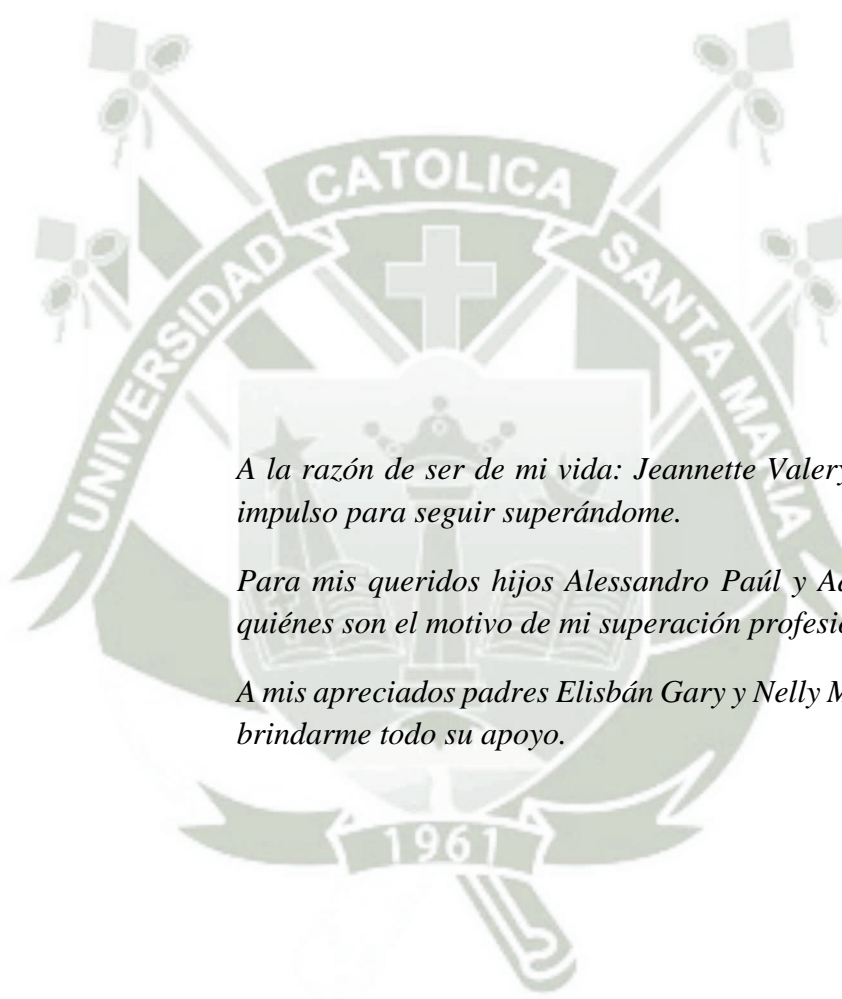 UNIVERSIDAD CATOLICA SANTA MARIA
A la razón de ser de mi vida: Jeannette Valery
impulso para seguir superándome.
Para mis queridos hijos Alessandro Paúl y
quiénes son el motivo de mi superación
A mis apreciados padres Elisbán Gary y Nelly
brindarme todo su apoyo.
1961